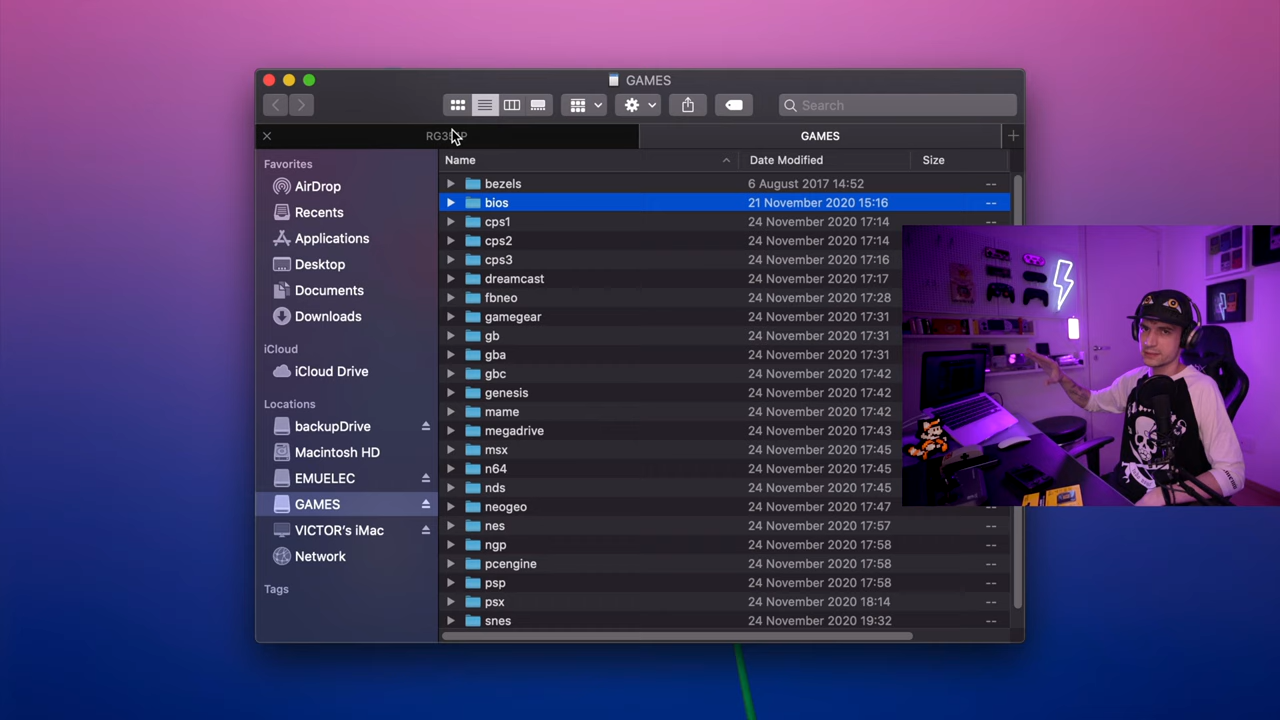 GAMES
Search
GAMES
Favorites
AirDrop
Recents
Applications
Desktop
Documents
Downloads
iCloud
iCloud Drive
Locations
backupDrive
Macintosh HD
EMUELEC
GAMES
VICTOR's iMac
Network
Tags
Name Date Modified Size
bezels 6 August 2017 14:52 --
bios 21 November 2020 15:16 --
cps1 24 November 2020 17:14 --
cps2 24 November 2020 17:14
cps3 24 November 2020 17:16
dreamcast 24 November 2020 17:17
fbneo 24 November 2020 17:28
gamegear 24 November 2020 17:31
gb 24 November 2020 17:31
gba 24 November 2020 17:31
gbc 24 November 2020 17:42
genesis 24 November 2020 17:42
mame 24 November 2020 17:42
megadrive 24 November 2020 17:43
msx 24 November 2020 17:45
n64 24 November 2020 17:45
nds 24 November 2020 17:45
neogeo 24 November 2020 17:47
nes 24 November 2020 17:57 --
ngp 24 November 2020 17:58 --
pcengine 24 November 2020 17:58 --
psp 24 November 2020 17:58 --
psx 24 November 2020 18:14 --
snes 24 November 2020 19:32 --